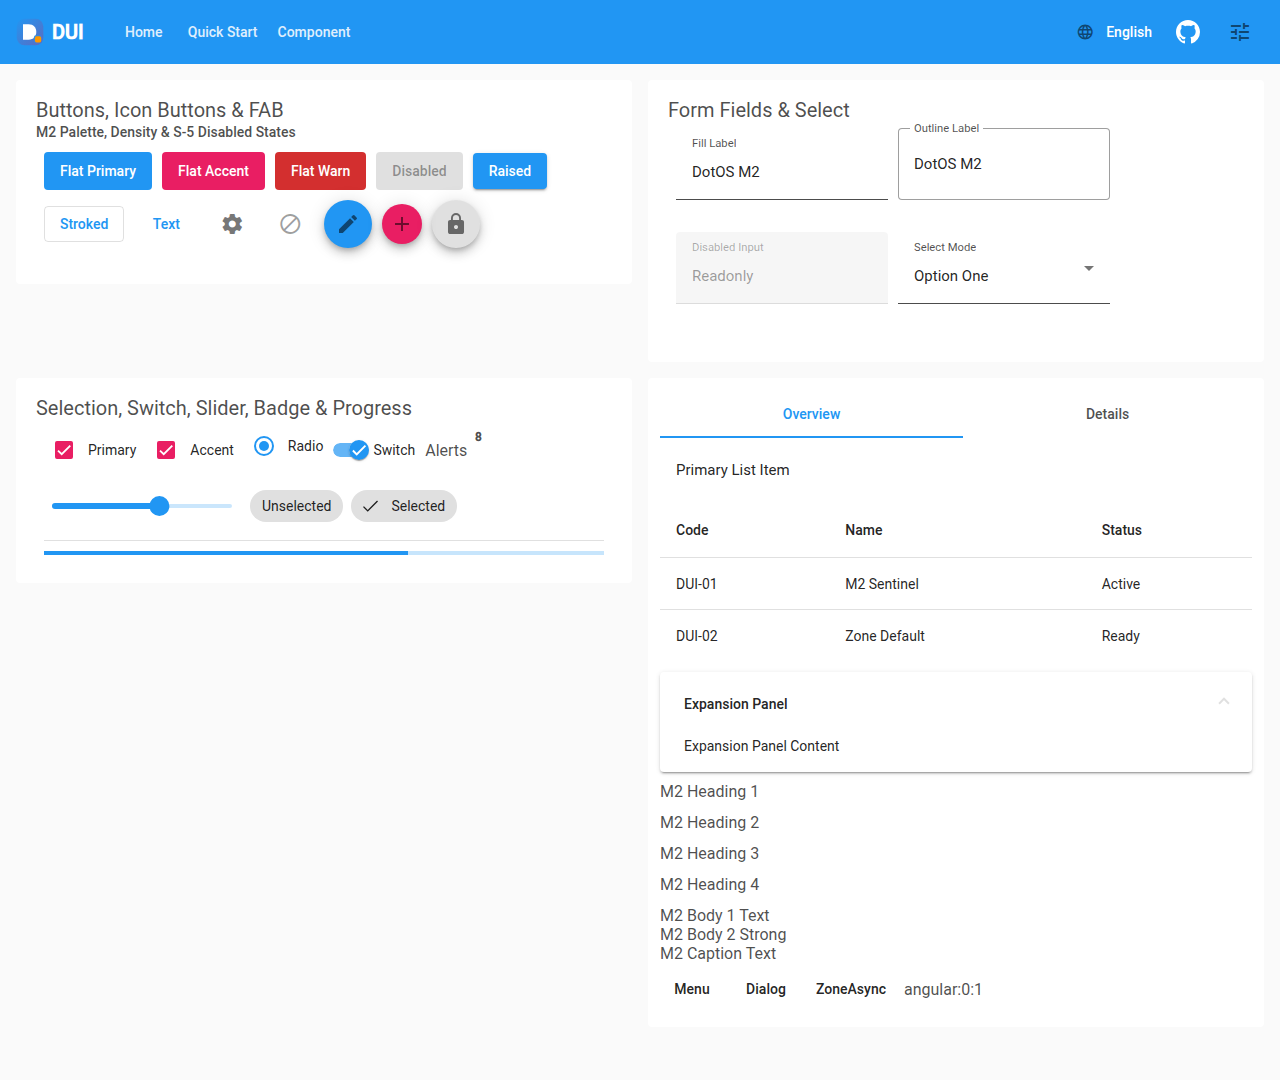 DUI
Home
Quick Start
Component
English
Buttons, Icon Buttons & FAB
M2 Palette, Density & S-5 Disabled States
Flat Primary
Flat Accent
Flat Warn
Disabled
Raised
Stroked
Text
Form Fields & Select
Fill Label
DotOS M2
Outline Label
DotOS M2
Disabled Input
Readonly
Select Mode
Option One
Selection, Switch, Slider, Badge & Progress
Primary
Accent
Radio
Switch
Alerts
8
Unselected
Selected
Overview
Details
Primary List Item
Code Name Status
DUI-01 M2 Sentinel Active
DUI-02 Zone Default Ready
Expansion Panel
Expansion Panel Content
M2 Heading 1
M2 Heading 2
M2 Heading 3
M2 Heading 4
M2 Body 1 Text
M2 Body 2 Strong
M2 Caption Text
Menu
Dialog
ZoneAsync
angular:0:1